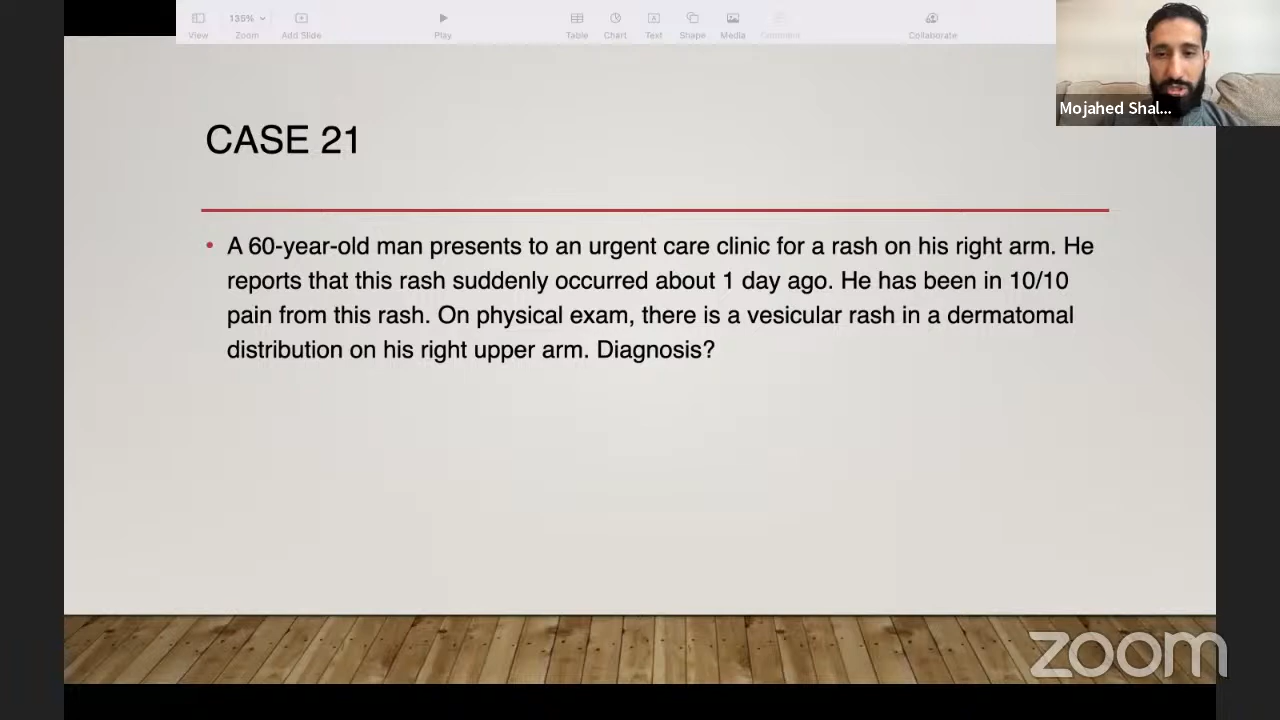 135%
View
Zoom
Add Slide
Play
Table
Chart
Text
Shape
Media
Comment
Collaborate
Mojahed Shal...
CASE 21
• A 60-year-old man presents to an urgent care clinic for a rash on his right arm. He
reports that this rash suddenly occurred about 1 day ago. He has been in 10/10
pain from this rash. On physical exam, there is a vesicular rash in a dermatomal
distribution on his right upper arm. Diagnosis?
zoom